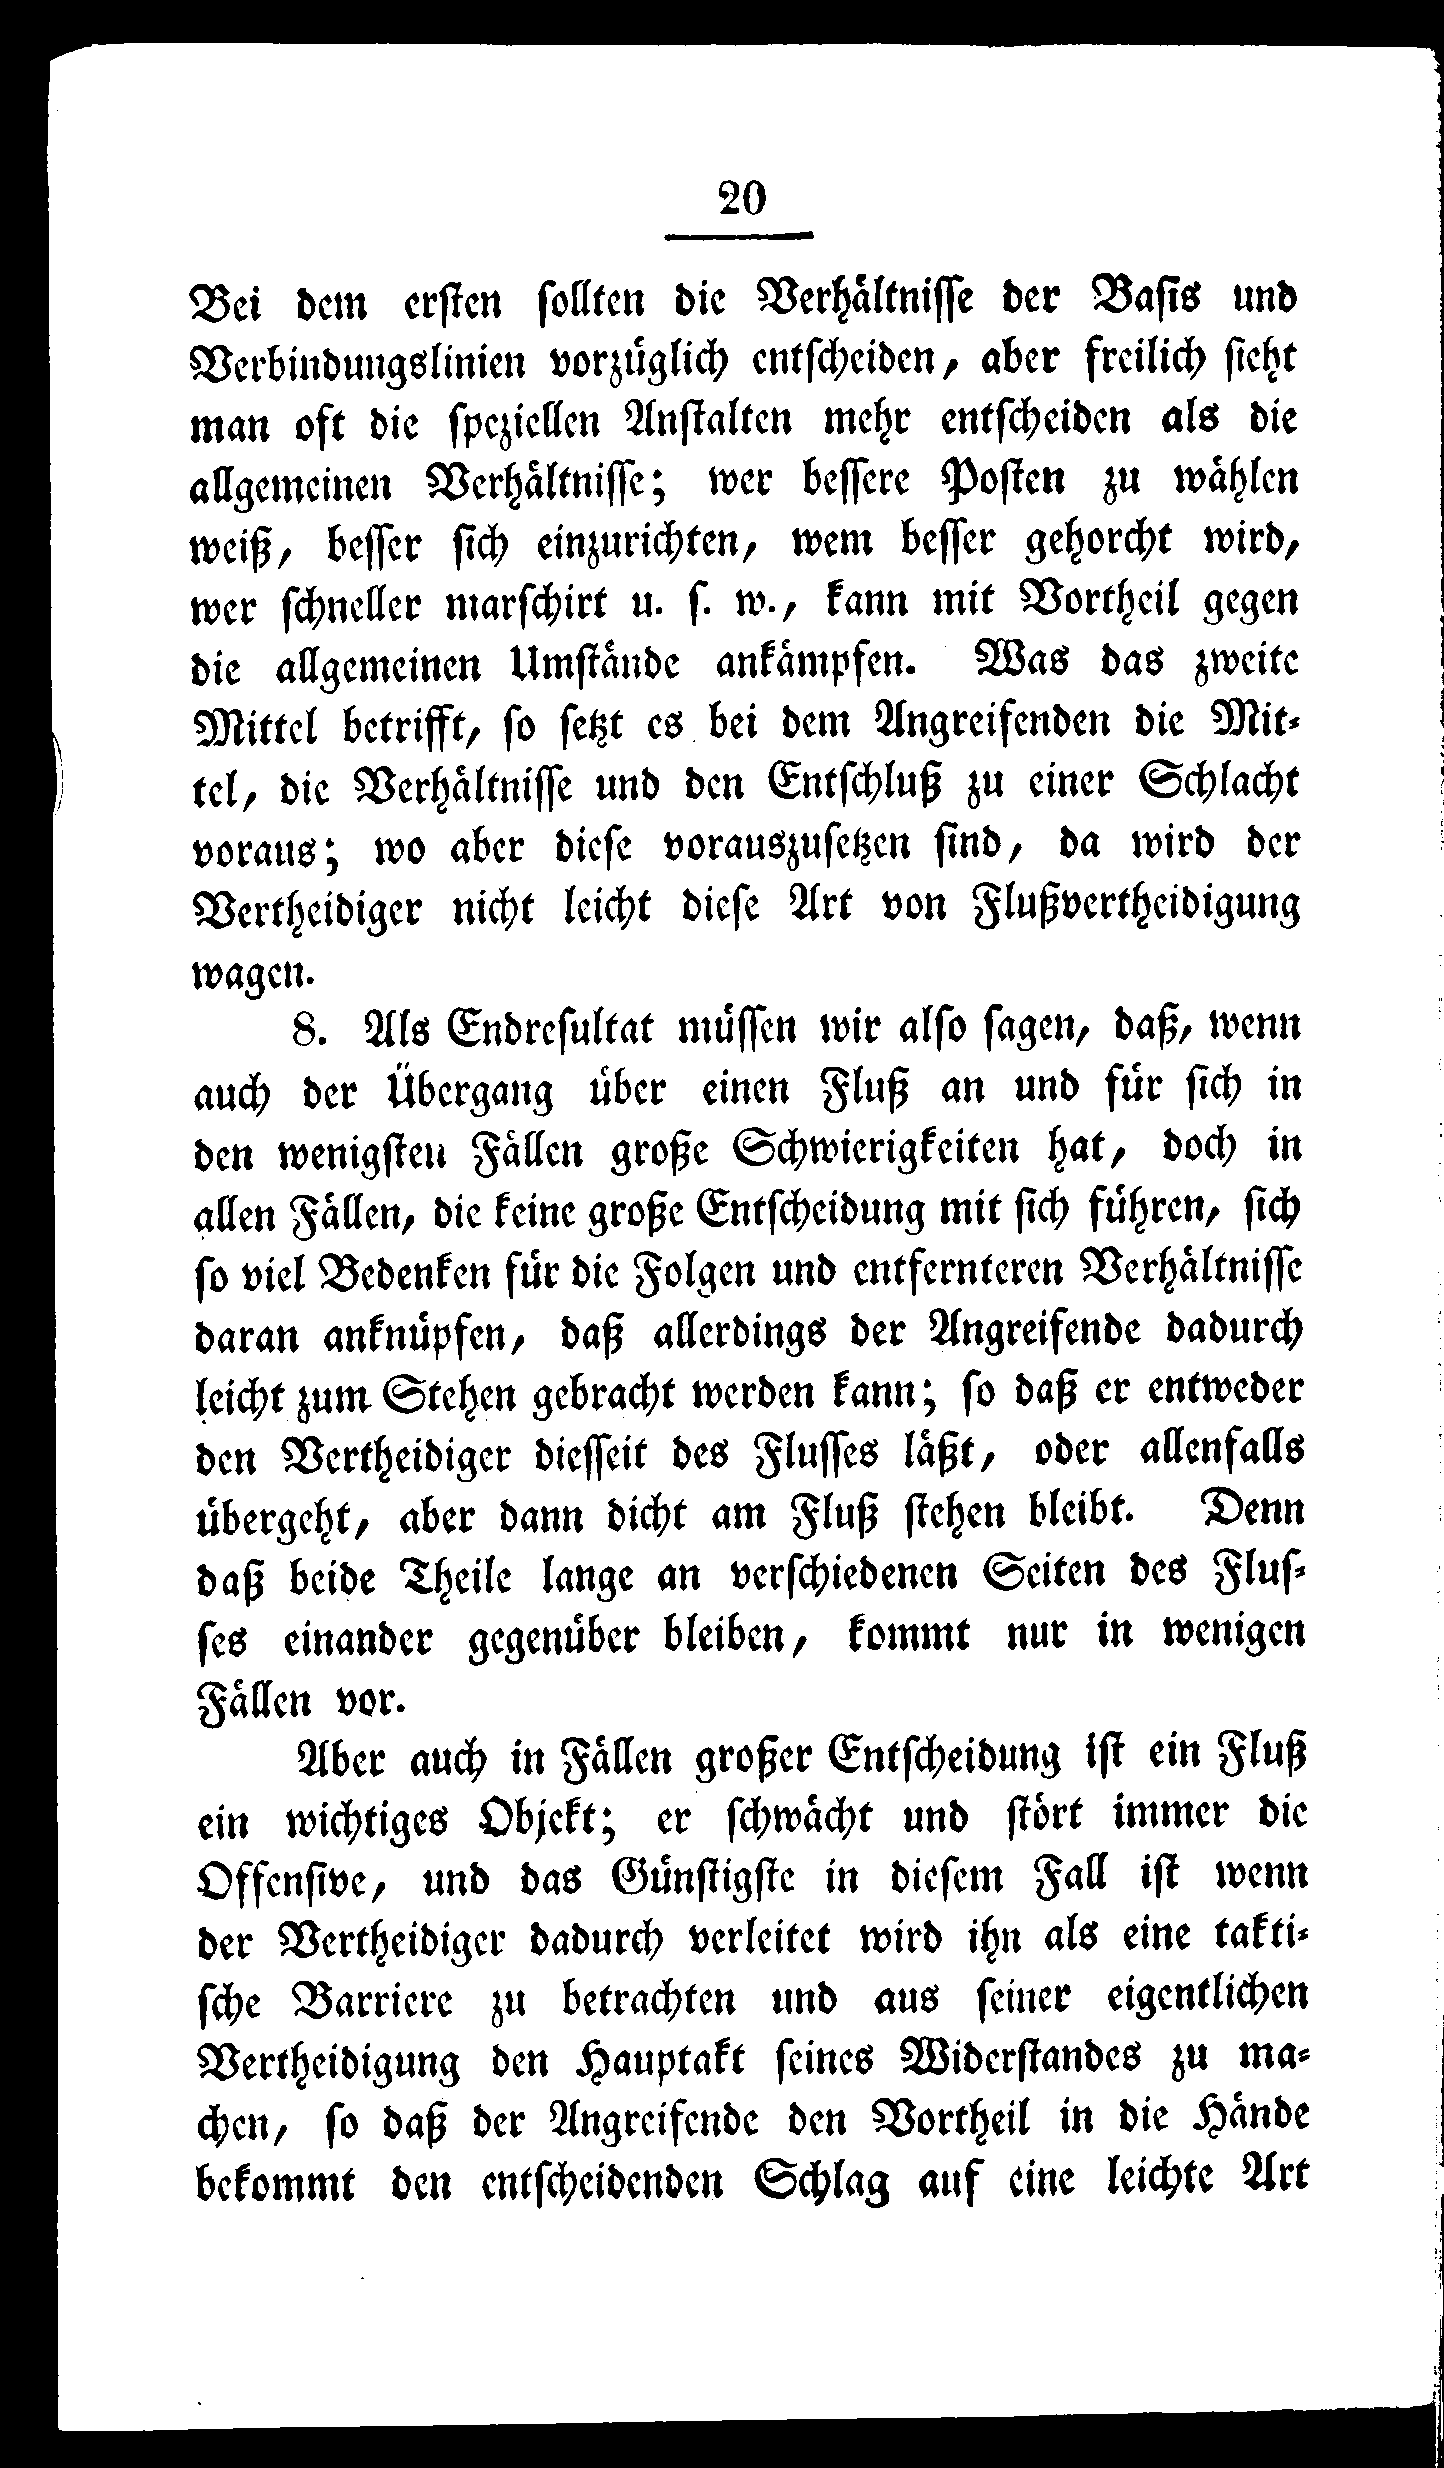 20
Bei dem ersten sollten die Verhältnisse der Basis und
Verbindungslinien vorzüglich entscheiden, aber freilich sieht
man oft die speziellen Anstalten mehr entscheiden als die
allgemeinen Verhältnisse; wer bessere Posten zu wählen
weiß, besser sich einzurichten, wem besser gehorcht wird,
wer schneller marschirt u. s. w., kann mit Vortheil gegen
die allgemeinen Umstände ankämpfen. Was das zweite
Mittel betrifft, so setzt es bei dem Angreifenden die Mit-
tel, die Verhältnisse und den Entschluß zu einer Schlacht
voraus; wo aber diese vorauszusetzen sind, da wird der
Vertheidiger nicht leicht diese Art von Flußvertheidigung
wagen.
8. Als Endresultat müssen wir also sagen, daß, wenn
auch der Übergang über einen Fluß an und für sich in
den wenigsten Fällen große Schwierigkeiten hat, doch in
allen Fällen, die keine große Entscheidung mit sich führen, sich
so viel Bedenken für die Folgen und entfernteren Verhältnisse
daran anknüpfen, daß allerdings der Angreifende dadurch
leicht zum Stehen gebracht werden kann; so daß er entweder
den Vertheidiger diesseit des Flusses läßt, oder allenfalls
übergeht, aber dann dicht am Fluß stehen bleibt. Denn
daß beide Theile lange an verschiedenen Seiten des Flus-
ses einander gegenüber bleiben, kommt nur in wenigen
Fällen vor.
Aber auch in Fällen großer Entscheidung ist ein Fluß
ein wichtiges Objekt; er schwächt und stört immer die
Offensive, und das Günstigste in diesem Fall ist wenn
der Vertheidiger dadurch verleitet wird ihn als eine takti-
sche Barriere zu betrachten und aus seiner eigentlichen
Vertheidigung den Hauptakt seines Widerstandes zu ma-
chen, so daß der Angreifende den Vortheil in die Hände
bekommt den entscheidenden Schlag auf eine leichte Art